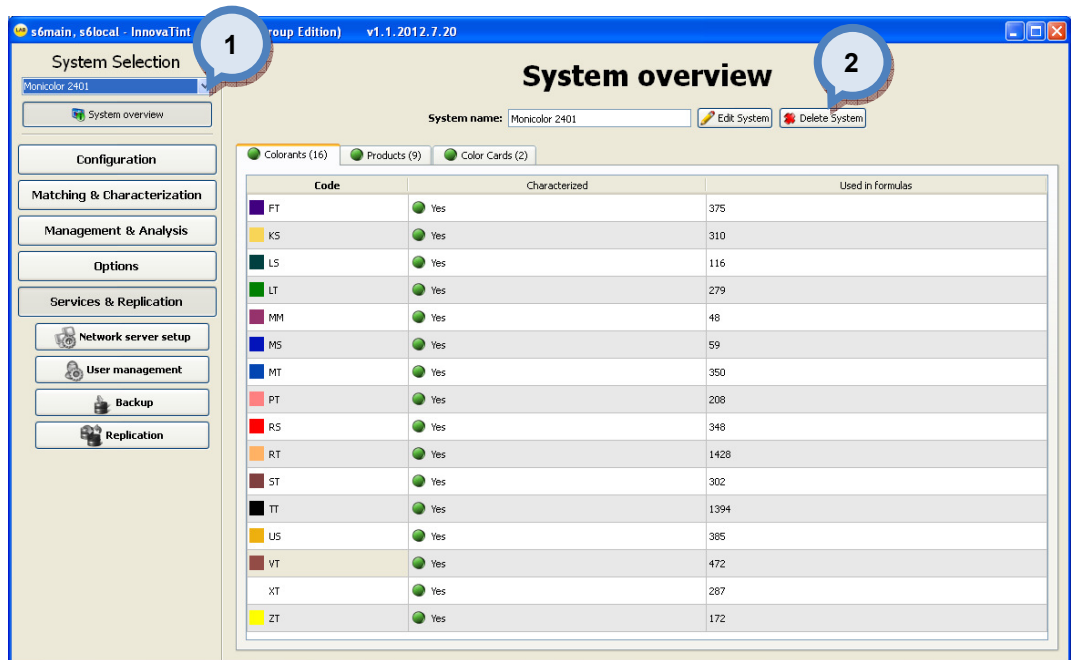 s6main, s6local - InnovaTint roup Edition) v1.1.2012.7.20
1
2
System Selection
Monicolor 2401
System overview
Configuration
Matching & Characterization
Management & Analysis
Options
Services & Replication
Network server setup
User management
Backup
Replication
System overview
System name: Monicolor 2401 Edit System Delete System
Colorants (16) Products (9) Color Cards (2)
Code Characterized Used in formulas
FT Yes 375
KS Yes 310
LS Yes 116
LT Yes 279
MM Yes 48
MS Yes 59
MT Yes 350
PT Yes 208
RS Yes 348
RT Yes 1428
ST Yes 302
TT Yes 1394
US Yes 385
VT Yes 472
XT Yes 287
ZT Yes 172